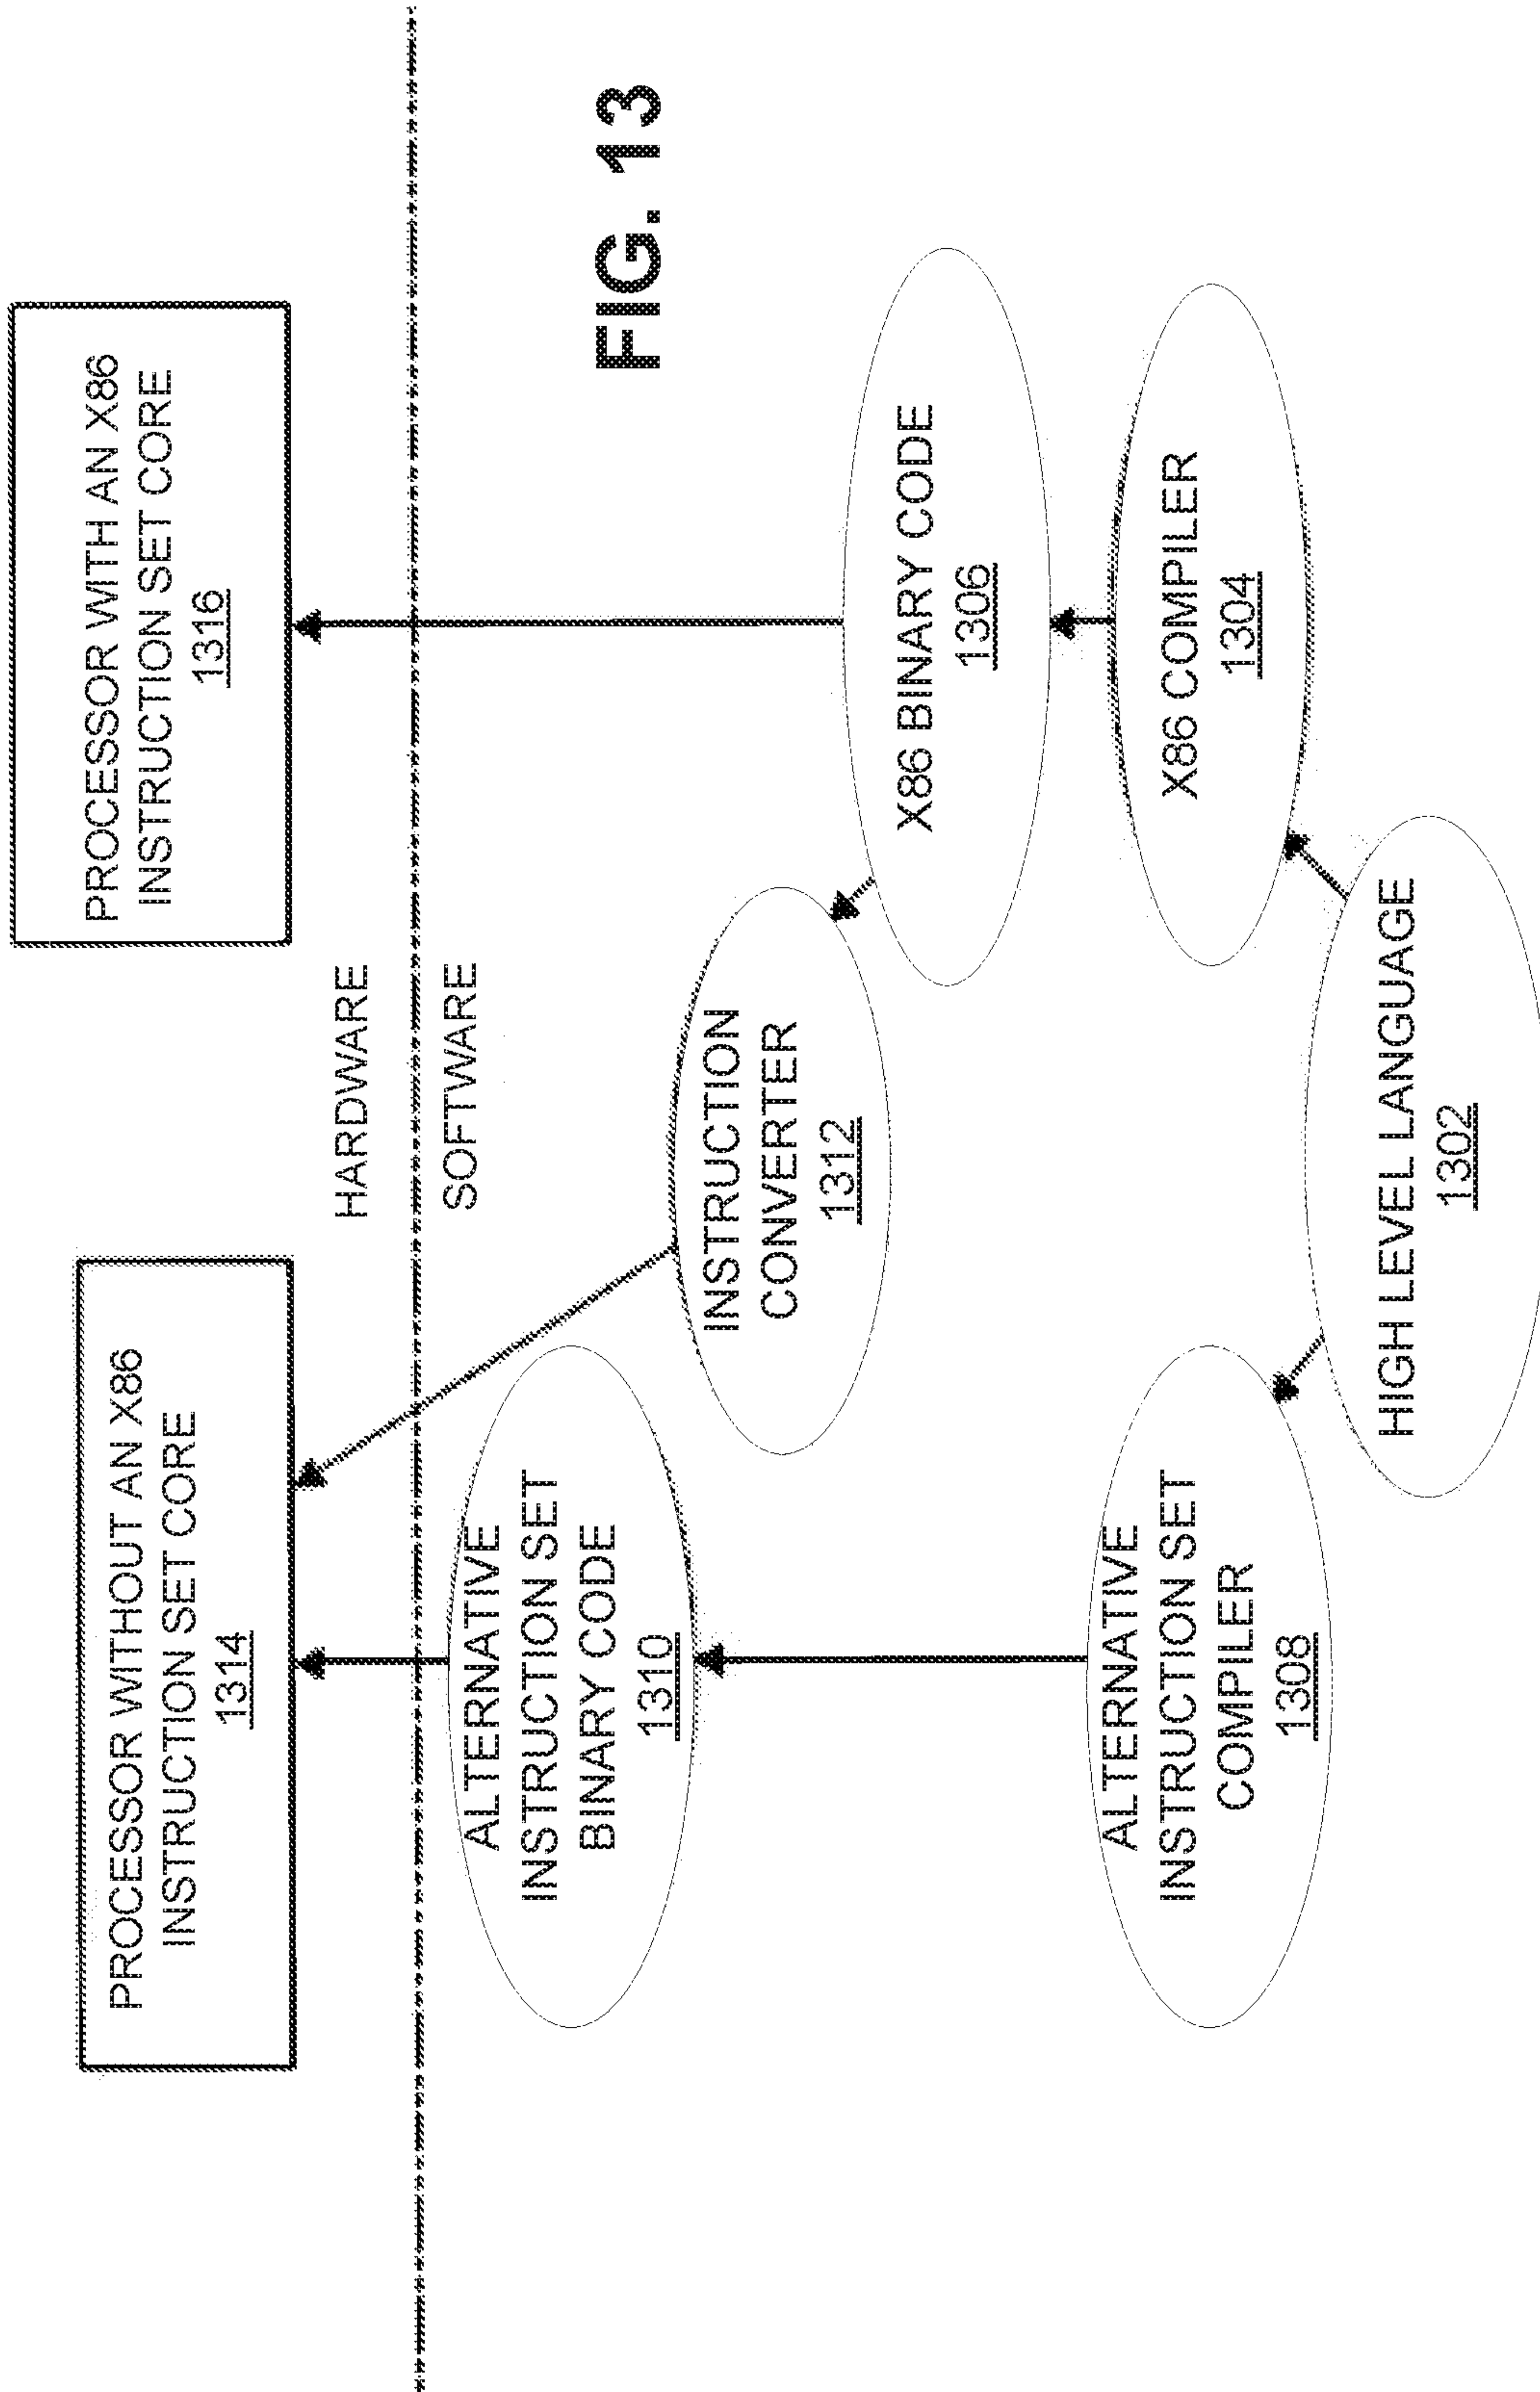 PROCESSOR WITHOUT AN X86
INSTRUCTION SET CORE
1314
PROCESSOR WITH AN X86
INSTRUCTION SET CORE
1316
HARDWARE
SOFTWARE
FIG. 13
ALTERNATIVE
INSTRUCTION SET
BINARY CODE
1310
INSTRUCTION
CONVERTER
1312
X86 BINARY CODE
1306
ALTERNATIVE
INSTRUCTION SET
COMPILER
1308
X86 COMPILER
1304
HIGH LEVEL LANGUAGE
1302